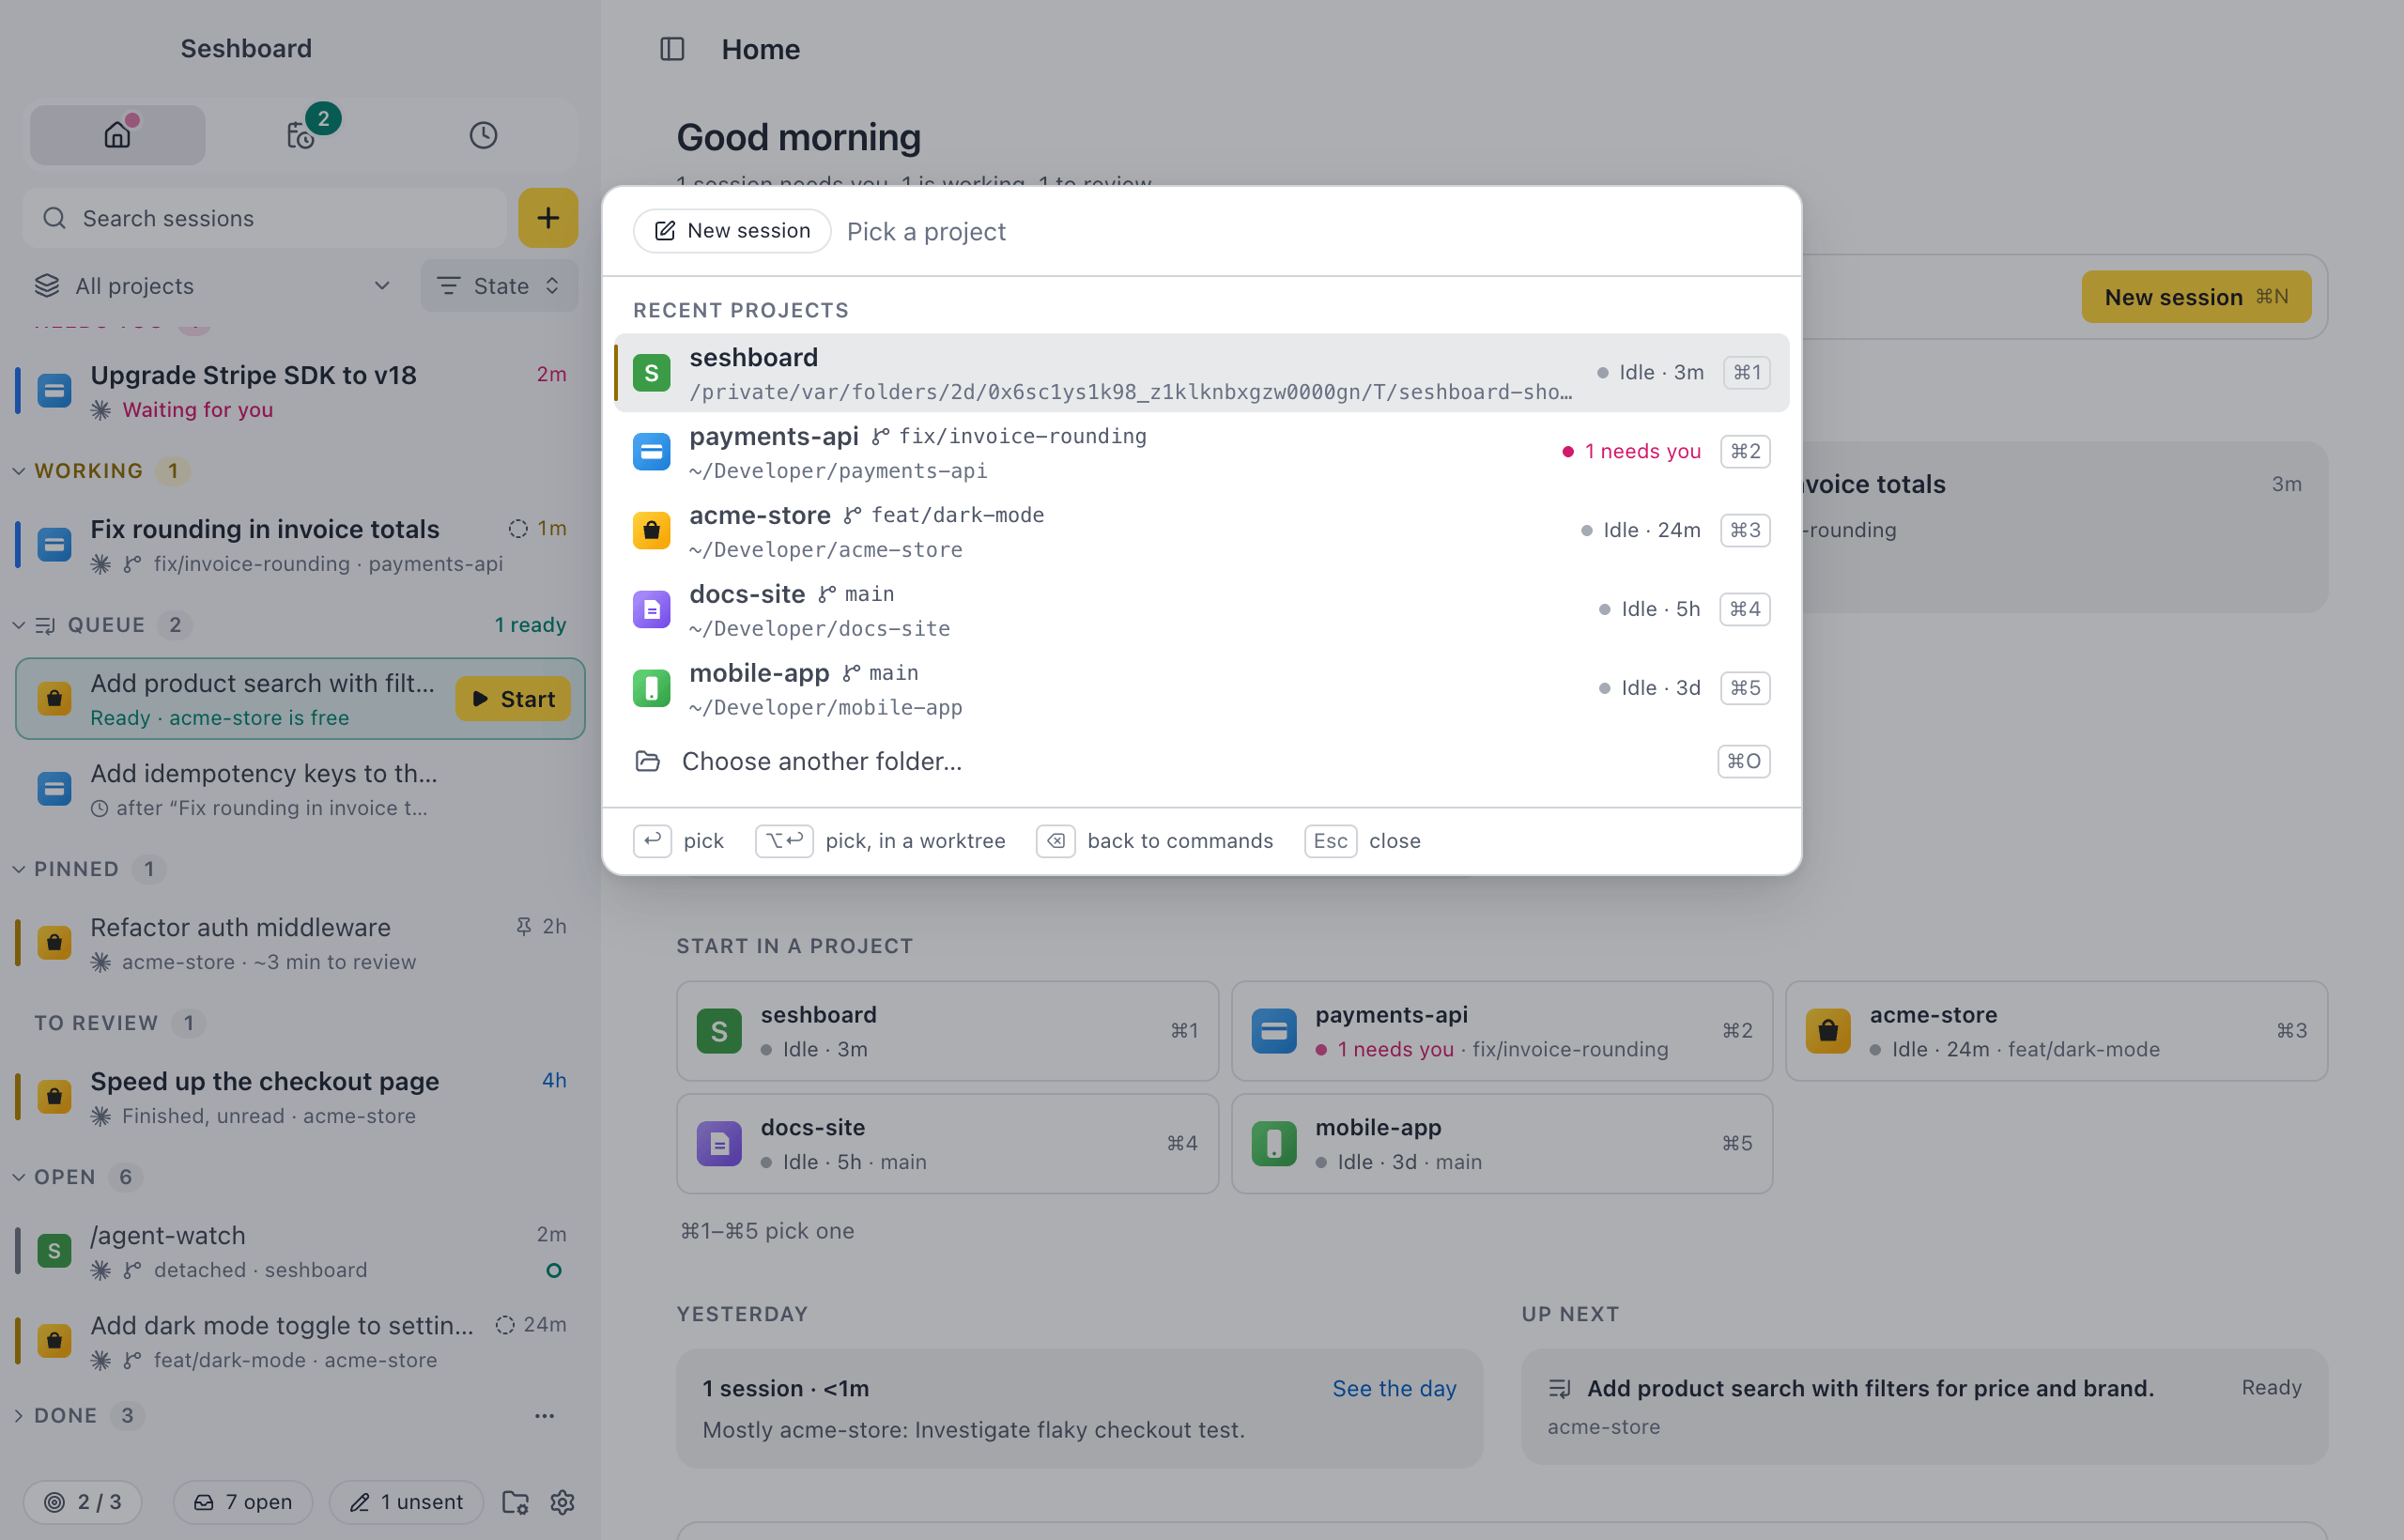 Seshboard
2
Search sessions
All projects
State
Upgrade Stripe SDK to v18
2m
Waiting for you
WORKING 1
Fix rounding in invoice totals
1m
fix/invoice-rounding · payments-api
QUEUE 2
1 ready
Add product search with filt...
Start
Ready · acme-store is free
Add idempotency keys to th...
after “Fix rounding in invoice t...
PINNED 1
Refactor auth middleware
2h
acme-store · ~3 min to review
TO REVIEW 1
Speed up the checkout page
4h
Finished, unread · acme-store
OPEN 6
S
/agent-watch
2m
detached · seshboard
Add dark mode toggle to settin...
24m
feat/dark-mode · acme-store
DONE 3
2 / 3
7 open
1 unsent
Home
Good morning
1 session needs you, 1 is working, 1 to review
New session ⌘N
New session
Pick a project
RECENT PROJECTS
S
seshboard
/private/var/folders/2d/0x6sc1ys1k98_z1klknbxgzw0000gn/T/seshboard-sho…
Idle · 3m
⌘1
payments-api fix/invoice-rounding
~/Developer/payments-api
1 needs you
⌘2
acme-store feat/dark-mode
~/Developer/acme-store
Idle · 24m
⌘3
docs-site main
~/Developer/docs-site
Idle · 5h
⌘4
mobile-app main
~/Developer/mobile-app
Idle · 3d
⌘5
Choose another folder...
⌘O
pick
pick, in a worktree
back to commands
Esc close
voice totals
3m
-rounding
START IN A PROJECT
S
seshboard
Idle · 3m
⌘1
payments-api
1 needs you · fix/invoice-rounding
⌘2
acme-store
Idle · 24m · feat/dark-mode
⌘3
docs-site
Idle · 5h · main
⌘4
mobile-app
Idle · 3d · main
⌘5
⌘1–⌘5 pick one
YESTERDAY
1 session · <1m
See the day
Mostly acme-store: Investigate flaky checkout test.
UP NEXT
Add product search with filters for price and brand.
Ready
acme-store